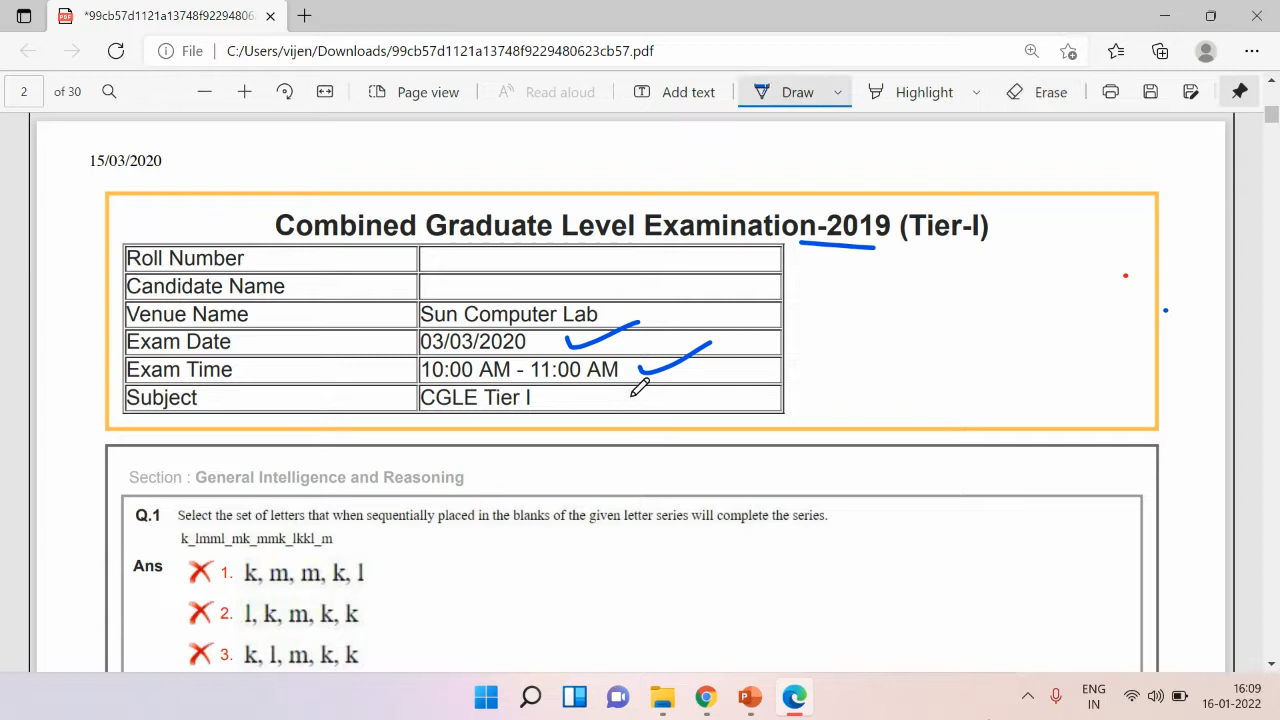 *99cb57d1121a13748f9229480623
File C:/Users/vijen/Downloads/99cb57d1121a13748f9229480623cb57.pdf
2 of 30 Page view Read aloud Add text Draw Highlight Erase
15/03/2020
Combined Graduate Level Examination-2019 (Tier-I)
Roll Number
Candidate Name
Venue Name Sun Computer Lab
Exam Date 03/03/2020
Exam Time 10:00 AM - 11:00 AM
Subject CGLE Tier I
Section : General Intelligence and Reasoning
Q.1 Select the set of letters that when sequentially placed in the blanks of the given letter series will complete the series.
k_lmml_mk_mmk_lkkl_m
Ans 1. k, m, m, k, l
2. l, k, m, k, k
3. k, l, m, k, k
ENG 16:09
IN 16-01-2022